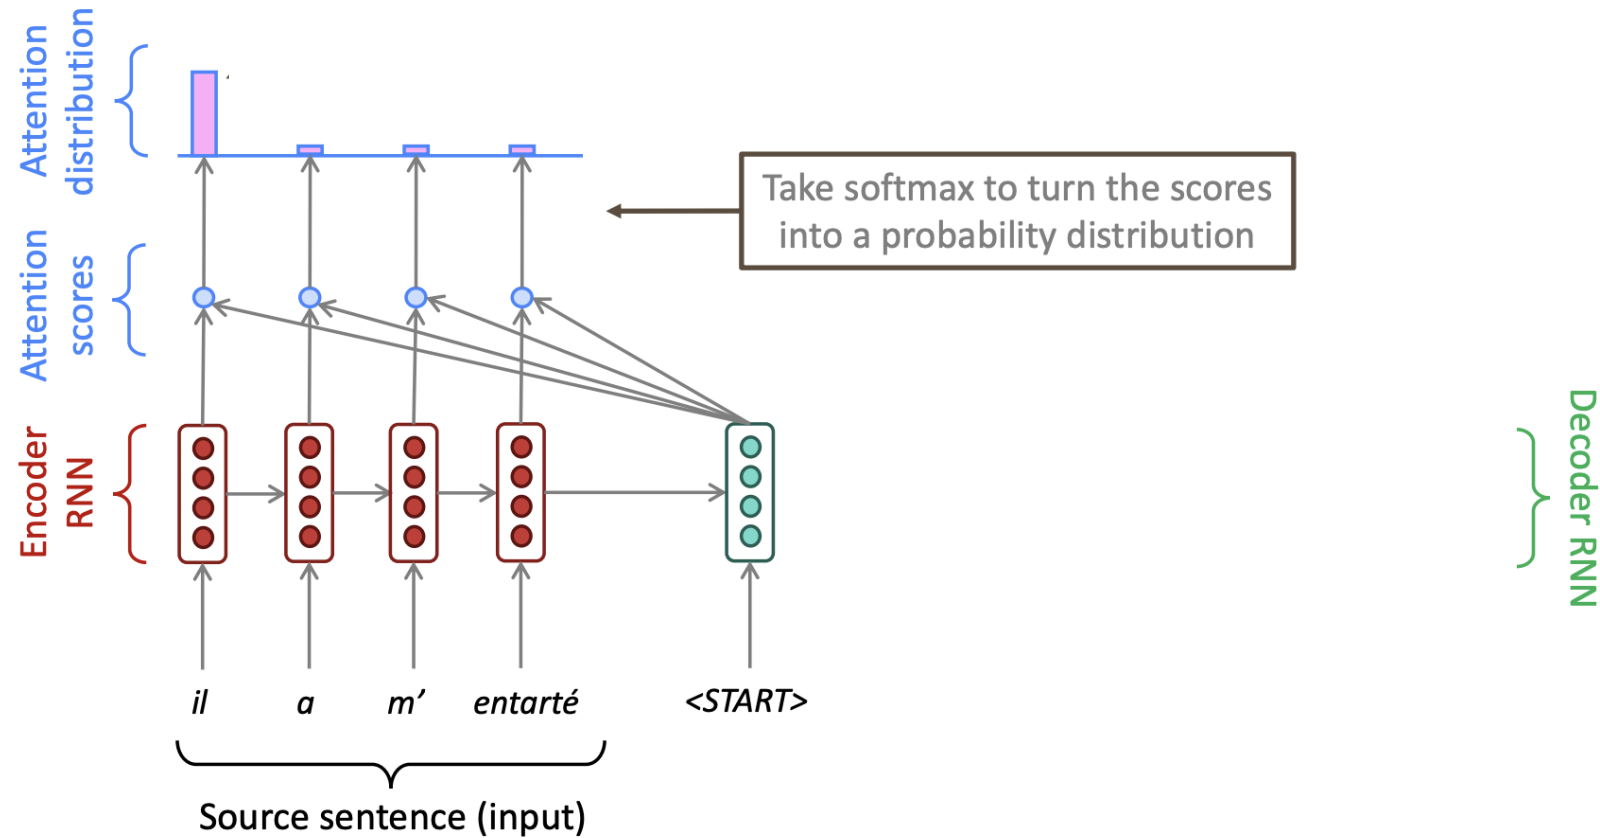 Attention
distribution
Take softmax to turn the scores
into a probability distribution
Attention
scores
Encoder
RNN
Decoder RNN
il a m’ entarté <START>
Source sentence (input)